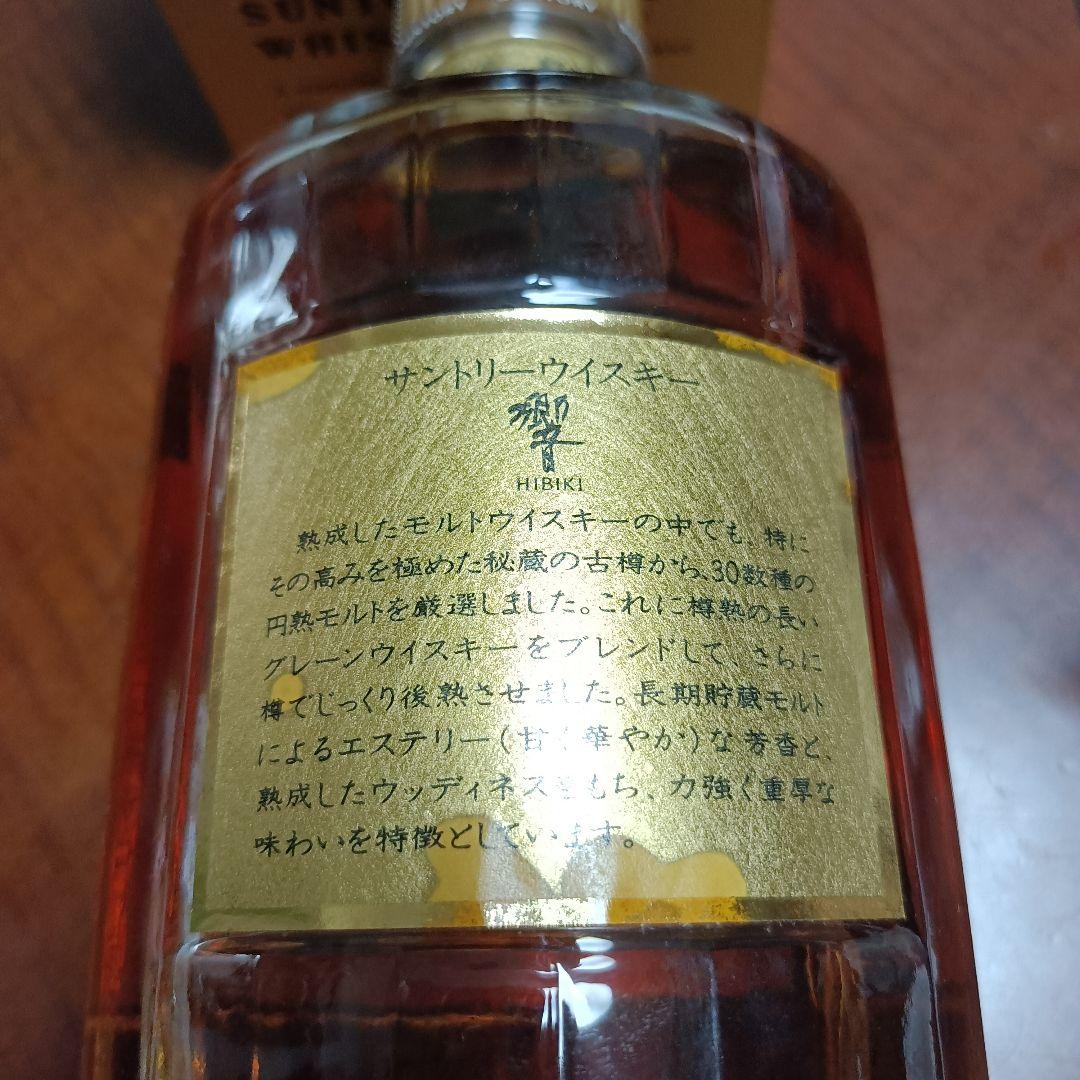 サントリーウイスキー
響
HIBIKI
熟成したモルトウイスキーの中でも、特に
その高みを極めた秘蔵の古樽から、30数種の
円熟モルトを厳選しました。これに樽熟の長い
グレーンウイスキーをブレンドして、さらに
樽でじっくり後熟させました。長期貯蔵モルト
によるエステリー(甘く華やか)な芳香と、
熟成したウッディネスをもち、力強く重厚な
味わいを特徴としています。